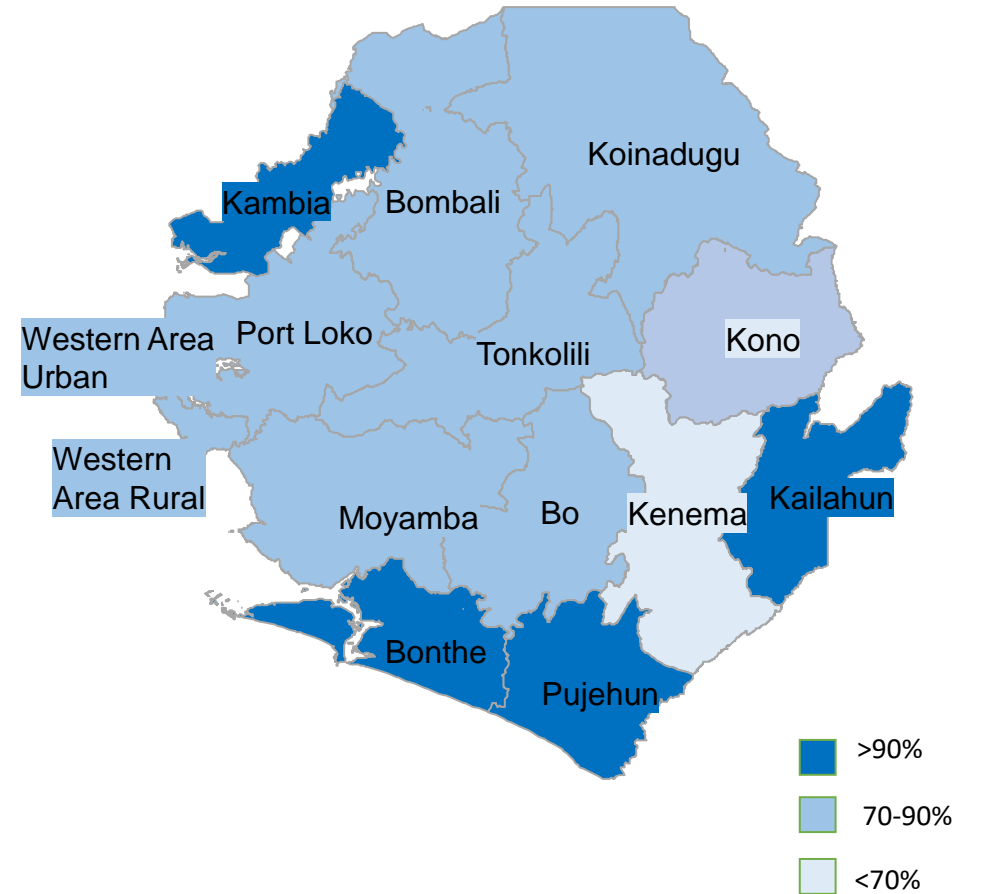 Koinadugu
Kambia
Bombali
Western Area
Urban
Port Loko
Tonkolili
Kono
Western
Area Rural
Moyamba
Bo
Kenema
Kailahun
Bonthe
Pujehun
>90%
70-90%
<70%